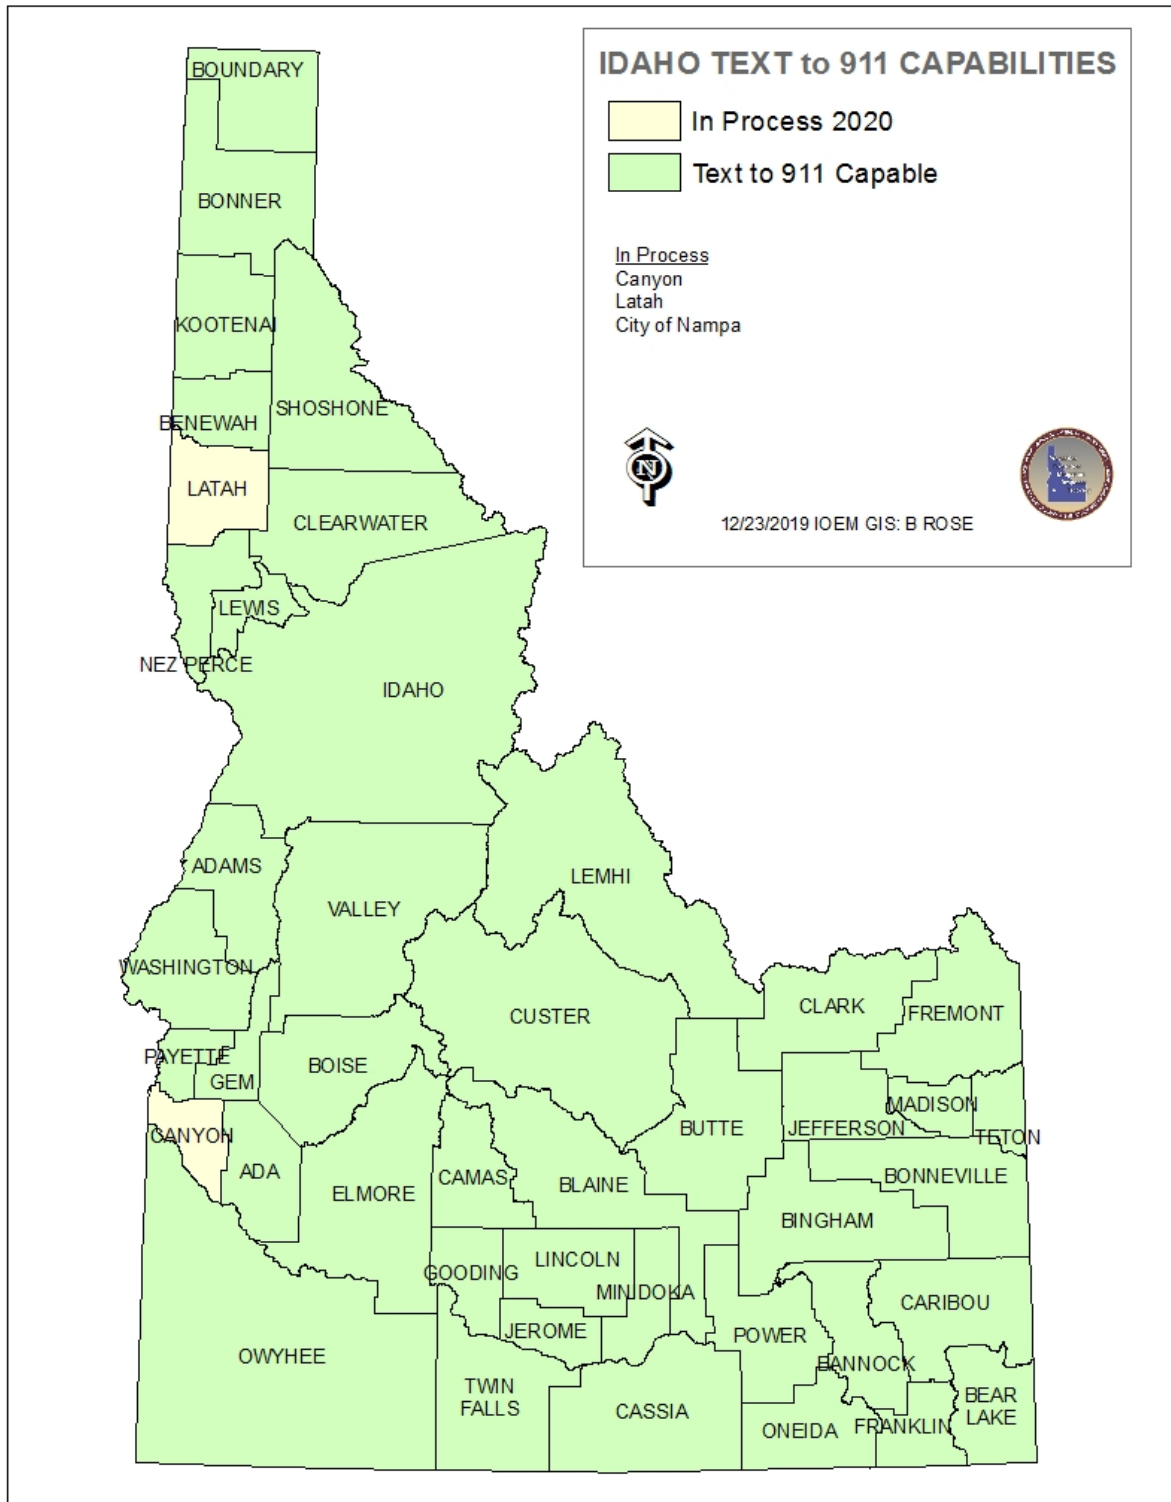 IDAHO TEXT to 911 CAPABILITIES
In Process 2020
Text to 911 Capable
In Process
Canyon
Latah
City of Nampa
N
12/23/2019 IOEM GIS: B ROSE
BOUNDARY
BONNER
KOOTENAI
SHOSHONE
BENEWAH
LATAH
CLEARWATER
LEWIS
NEZ PERCE
IDAHO
ADAMS
LEMHI
VALLEY
WASHINGTON
CUSTER
CLARK
FREMONT
PAYETTE
BOISE
GEM
MADISON
CANYON
BUTTE
JEFFERSON
TETON
ADA
CAMAS
BLAINE
BONNEVILLE
ELMORE
BINGHAM
GOODING
LINCOLN
MINIDOKA
CARIBOU
JEROME
POWER
OWYHEE
BANNOCK
TWIN
FALLS
BEAR
LAKE
CASSIA
ONEIDA
FRANKLIN